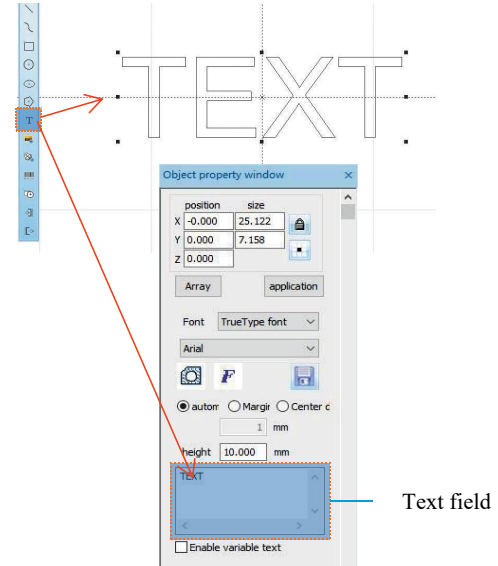 TEXT
T
Object property window ×
position size
X -0.000 25.122
Y 0.000 7.158
Z 0.000
Array application
Font TrueType font
Arial
F
autorr Margir Center c
1 mm
height 10.000 mm
TEXT
Text field
Enable variable text